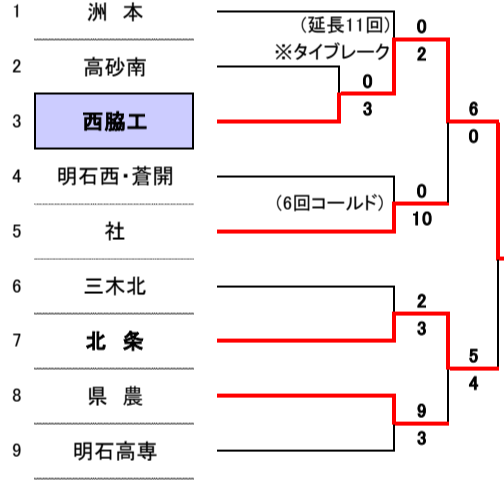 1 洲 本
(延長11回)
※タイブレーク
0
2
2 高砂南
0
3
3 西脇工
6
0
4 明石西・蒼開
(6回コールド)
0
10
5 社
6 三木北
2
3
7 北 条
5
4
8 県 農
9
3
9 明石高専